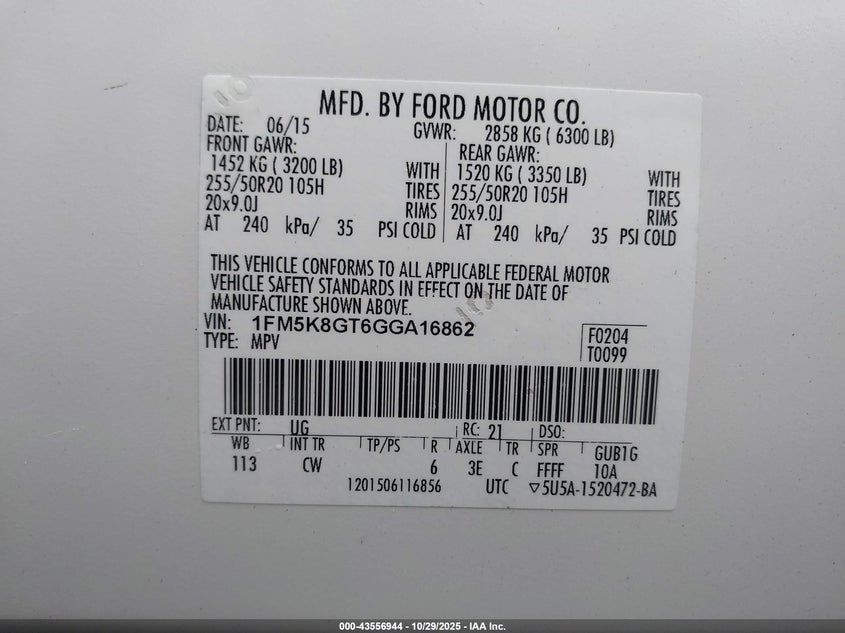 MFD. BY FORD MOTOR CO.
DATE: 06/15 GVWR: 2858 KG ( 6300 LB)
FRONT GAWR: REAR GAWR:
1452 KG ( 3200 LB) WITH 1520 KG ( 3350 LB) WITH
255/50R20 105H TIRES 255/50R20 105H TIRES
20x9.0J RIMS 20x9.0J RIMS
AT 240 kPa/ 35 PSI COLD AT 240 kPa/ 35 PSI COLD
THIS VEHICLE CONFORMS TO ALL APPLICABLE FEDERAL MOTOR
VEHICLE SAFETY STANDARDS IN EFFECT ON THE DATE OF
MANUFACTURE SHOWN ABOVE.
VIN: 1FM5K8GT6GGA16862 F0204
TYPE: MPV T0099
EXT PNT: UG RC: 21 DSO:
WB INT TR TP/PS R AXLE TR SPR GUB1G
113 CW 6 3E C FFFF 10A
1201506116856 UTC ▽5U5A-1520472-BA
000-43556944 - 10/29/2025 - IAA Inc.